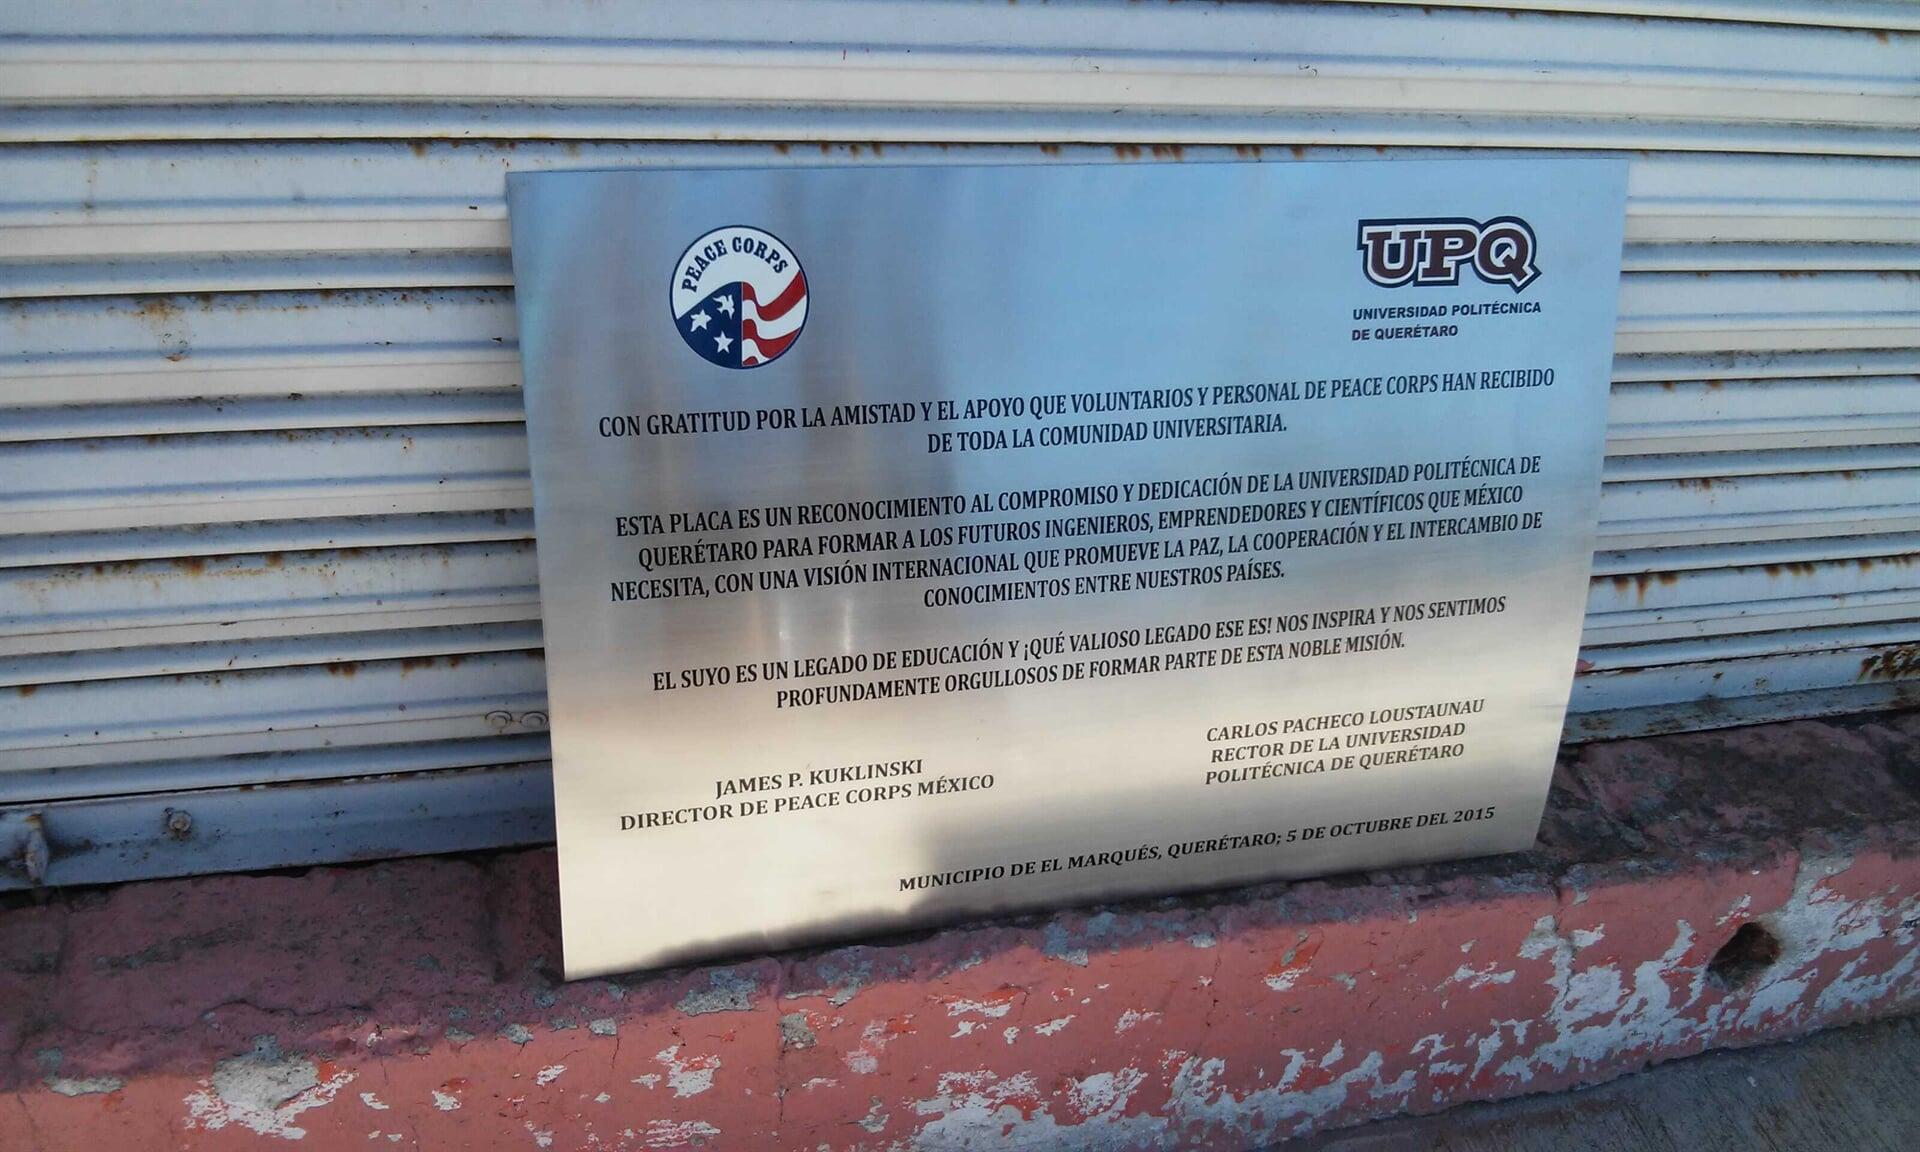 PEACE CORPS
UPQ
UNIVERSIDAD POLITÉCNICA
DE QUERÉTARO
CON GRATITUD POR LA AMISTAD Y EL APOYO QUE VOLUNTARIOS Y PERSONAL DE PEACE CORPS HAN RECIBIDO
DE TODA LA COMUNIDAD UNIVERSITARIA.
ESTA PLACA ES UN RECONOCIMIENTO AL COMPROMISO Y DEDICACIÓN DE LA UNIVERSIDAD POLITÉCNICA DE
QUERÉTARO PARA FORMAR A LOS FUTUROS INGENIEROS, EMPRENDEDORES Y CIENTÍFICOS QUE MÉXICO
NECESITA, CON UNA VISIÓN INTERNACIONAL QUE PROMUEVE LA PAZ, LA COOPERACIÓN Y EL INTERCAMBIO DE
CONOCIMIENTOS ENTRE NUESTROS PAÍSES.
EL SUYO ES UN LEGADO DE EDUCACIÓN Y ¡QUÉ VALIOSO LEGADO ESE ES! NOS INSPIRA Y NOS SENTIMOS
PROFUNDAMENTE ORGULLOSOS DE FORMAR PARTE DE ESTA NOBLE MISIÓN.
JAMES P. KUKLINSKI
DIRECTOR DE PEACE CORPS MÉXICO
CARLOS PACHECO LOUSTAUNAU
RECTOR DE LA UNIVERSIDAD
POLITÉCNICA DE QUERÉTARO
MUNICIPIO DE EL MARQUÉS, QUERÉTARO; 5 DE OCTUBRE DEL 2015